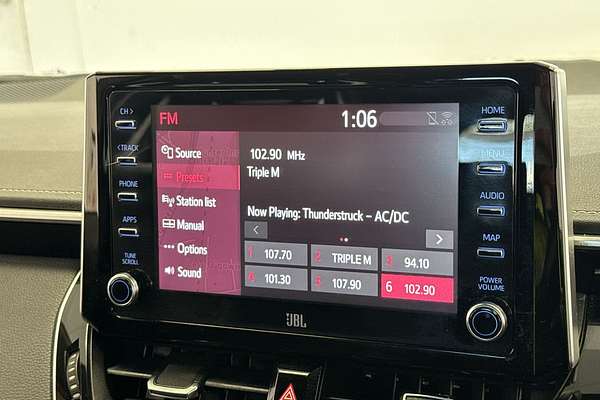 CH >
< TRACK
PHONE
APPS
TUNE
SCROLL
FM
1:06
Source
Presets
Station list
Manual
Options
Sound
102.90 MHz
Triple M
Now Playing: Thunderstruck – AC/DC
<
>
1 107.70
2 TRIPLE M
3 94.10
4 101.30
5 107.90
6 102.90
HOME
MENU
AUDIO
MAP
POWER
VOLUME
JBL